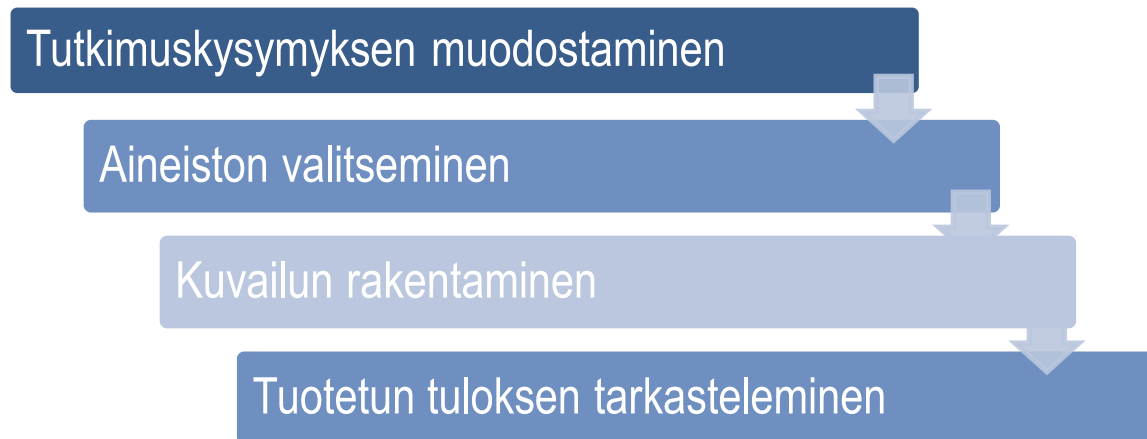 Tutkimuskysymyksen muodostaminen
Aineiston valitseminen
Kuvailun rakentaminen
Tuotetun tuloksen tarkasteleminen